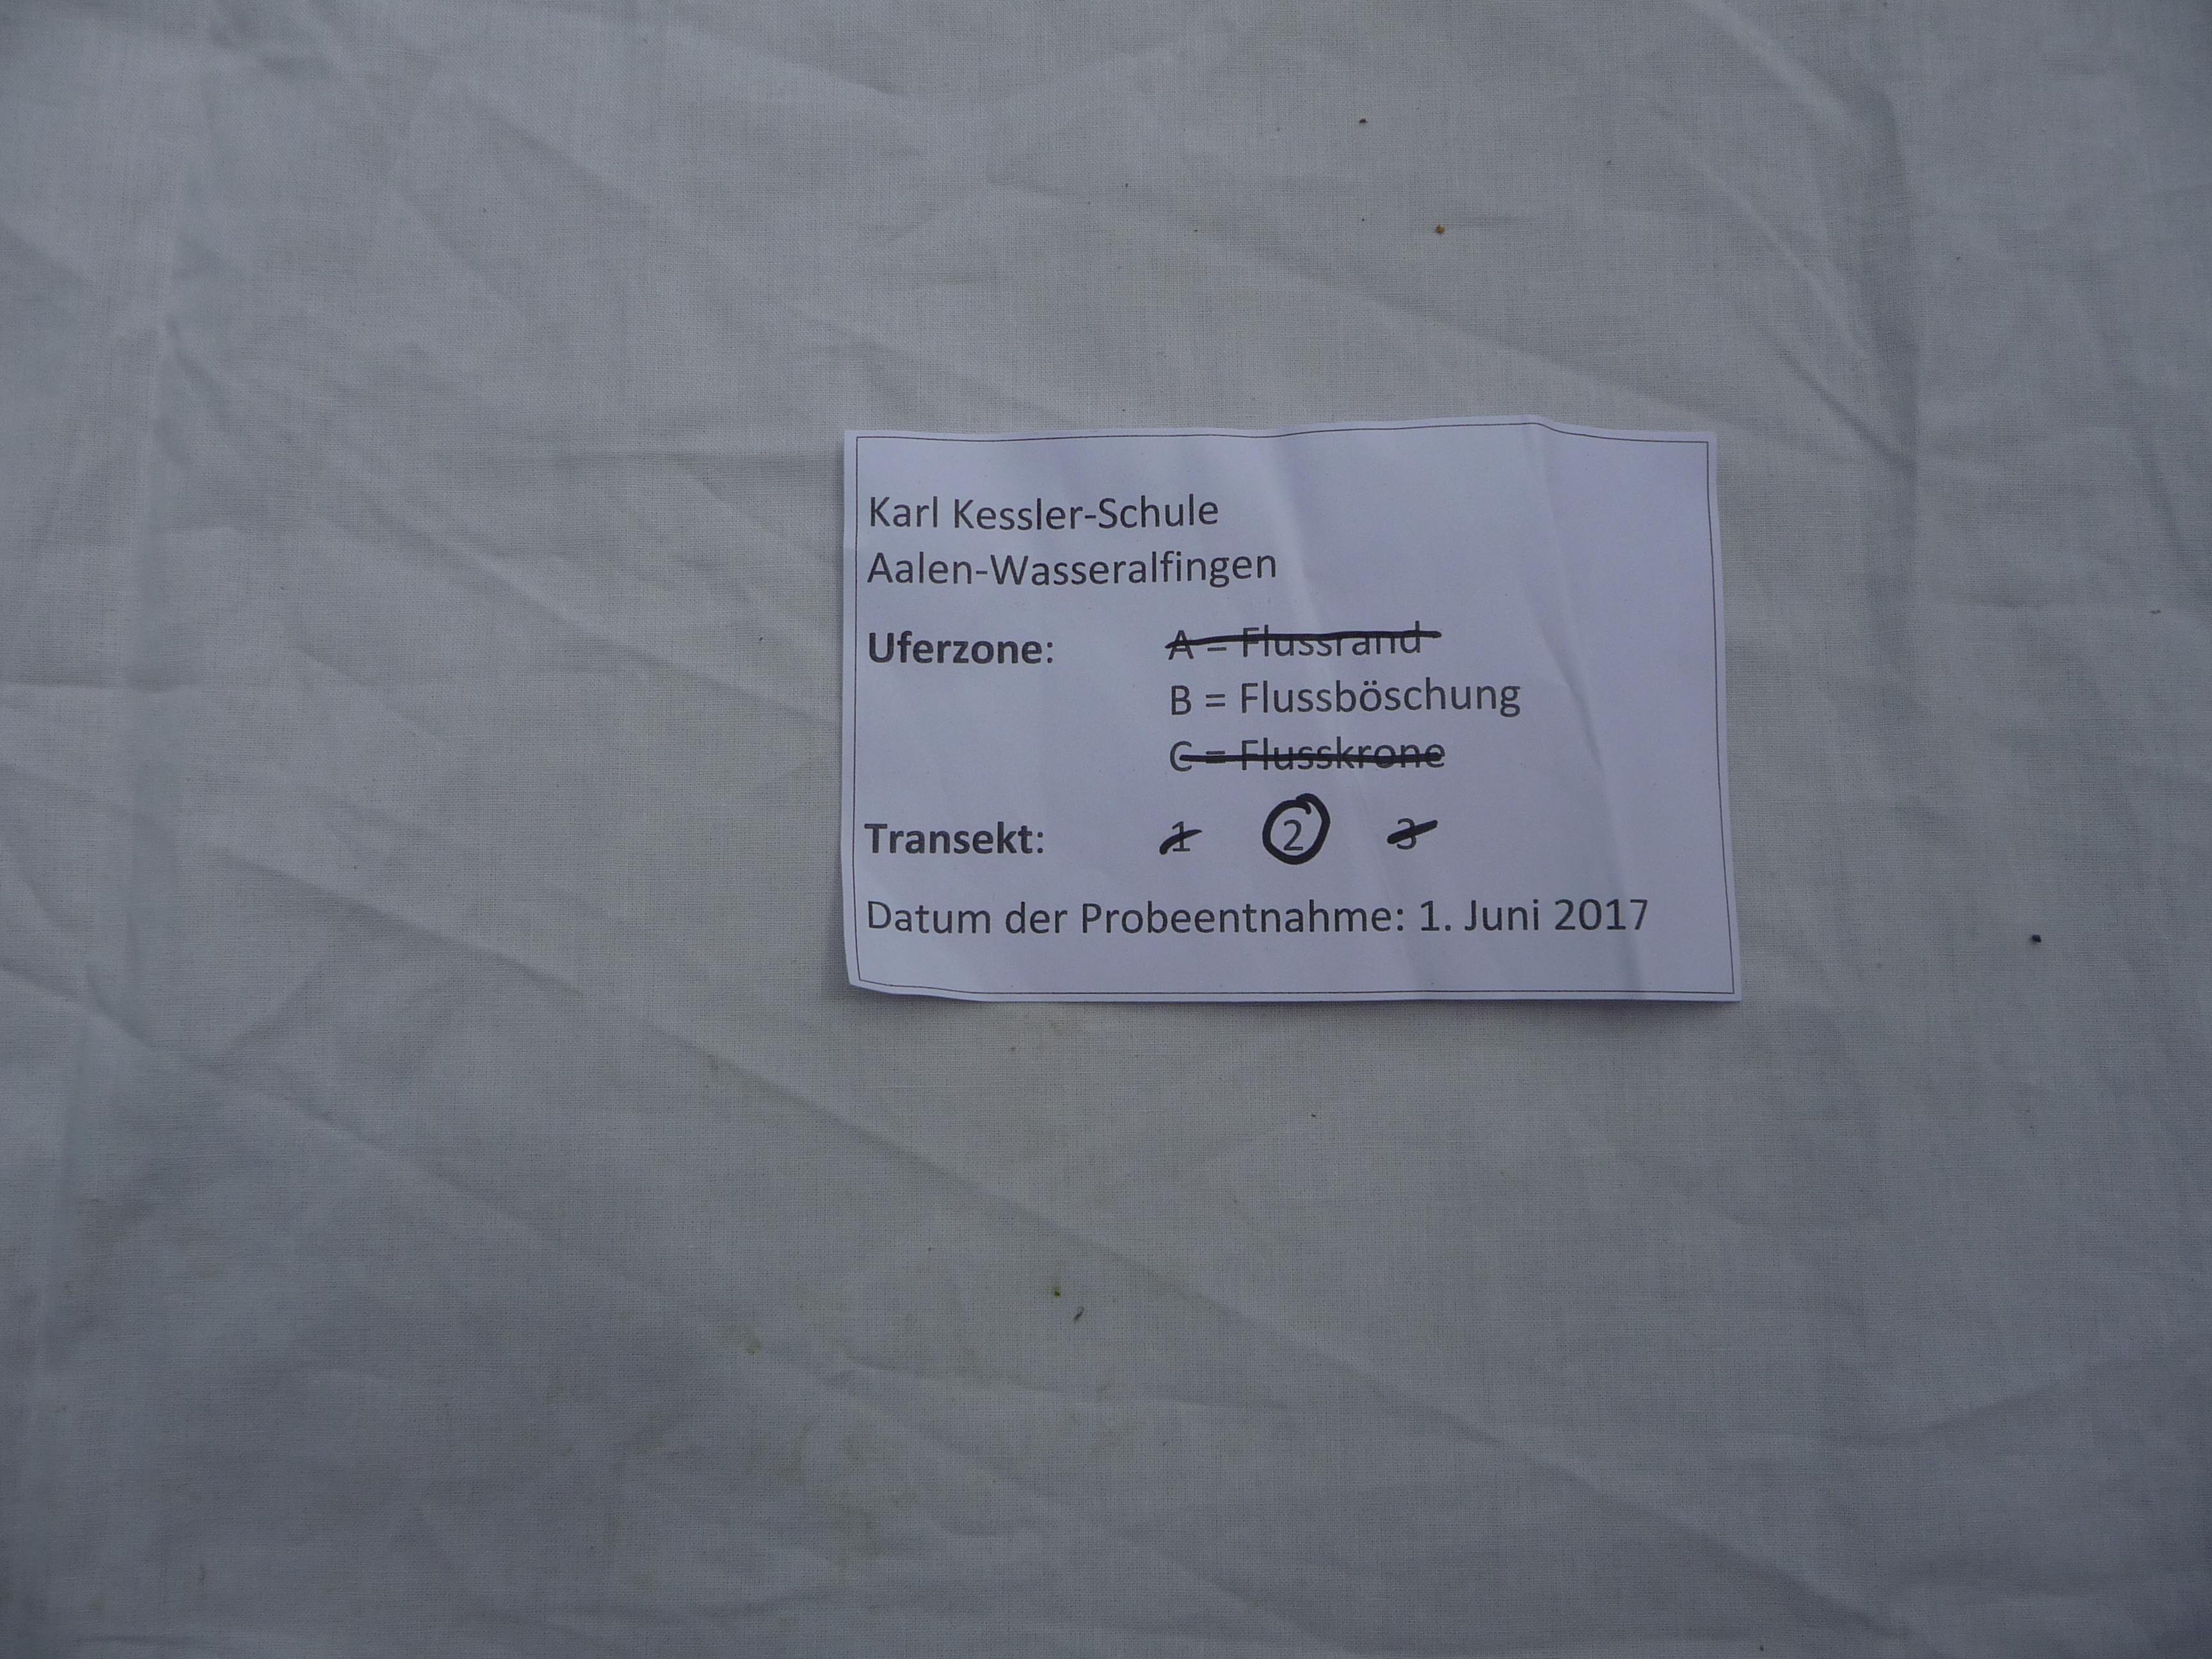 Karl Kessler-Schule
Aalen-Wasseralfingen
Uferzone: A = Flussrand
B = Flussböschung
C = Flusskrone
Transekt: 1 2 3
Datum der Probeentnahme: 1. Juni 2017